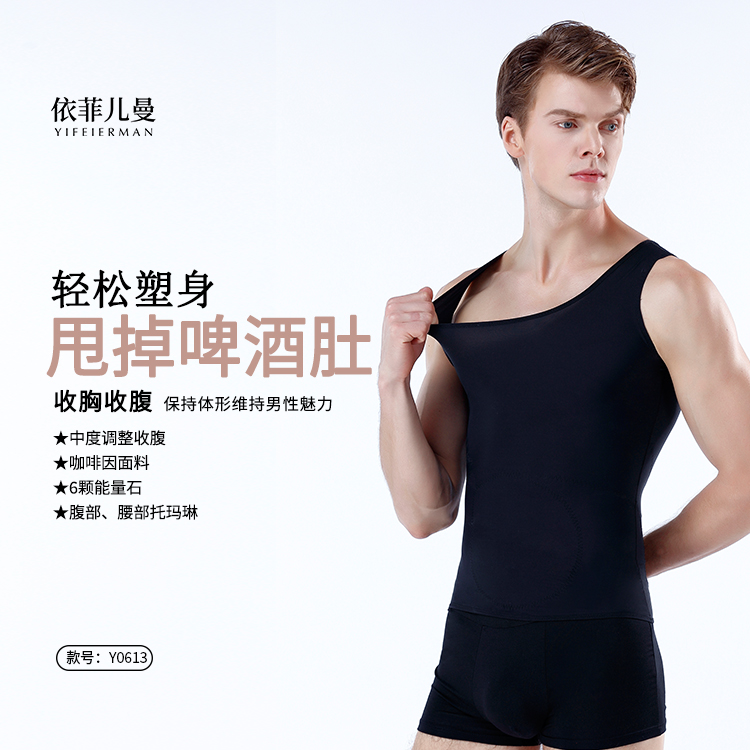 依菲儿曼
YIFEIERMAN
轻松塑身
甩掉啤酒肚
收胸收腹 保持体形维持男性魅力
★中度调整收腹
★咖啡因面料
★6颗能量石
★腹部、腰部托玛琳
款号：Y0613